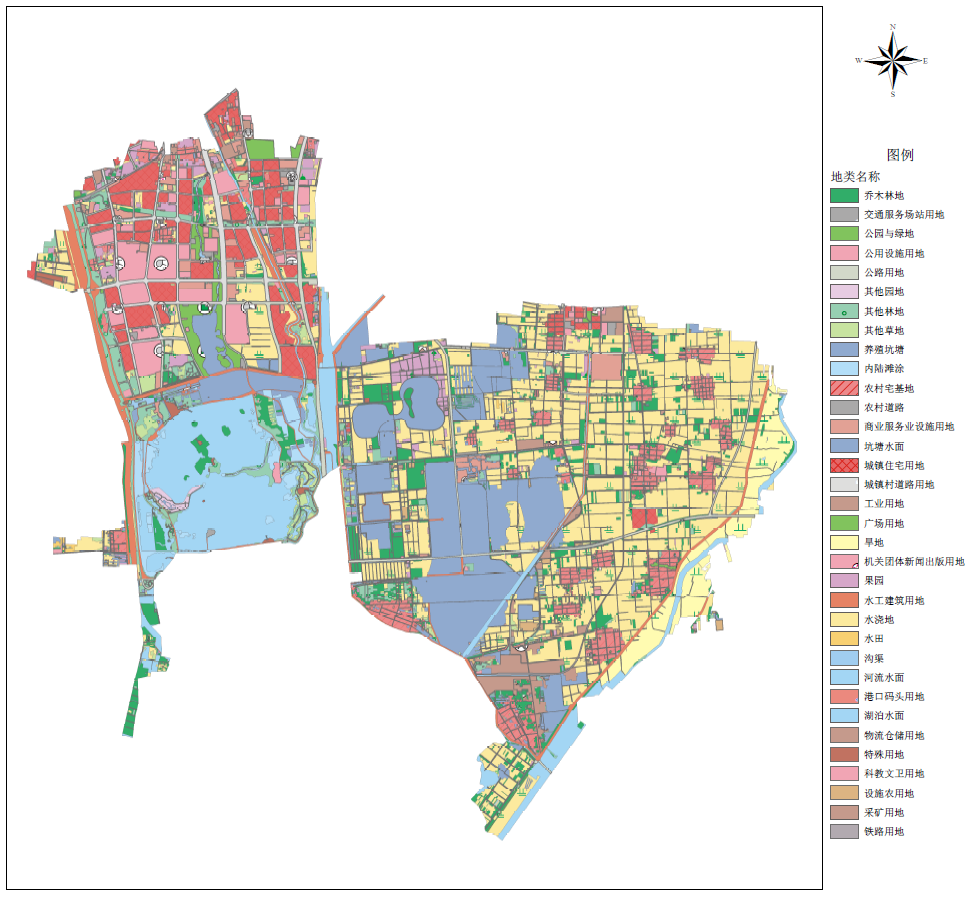 N
W
E
S
图例
地类名称
乔木林地
交通服务场站用地
公园与绿地
公用设施用地
公路用地
其他园地
其他林地
其他草地
养殖坑塘
内陆滩涂
农村宅基地
农村道路
商业服务业设施用地
坑塘水面
城镇住宅用地
城镇村道路用地
工业用地
广场用地
旱地
机关团体新闻出版用地
果园
水工建筑用地
水浇地
水田
沟渠
河流水面
港口码头用地
湖泊水面
物流仓储用地
特殊用地
科教文卫用地
设施农用地
采矿用地
铁路用地